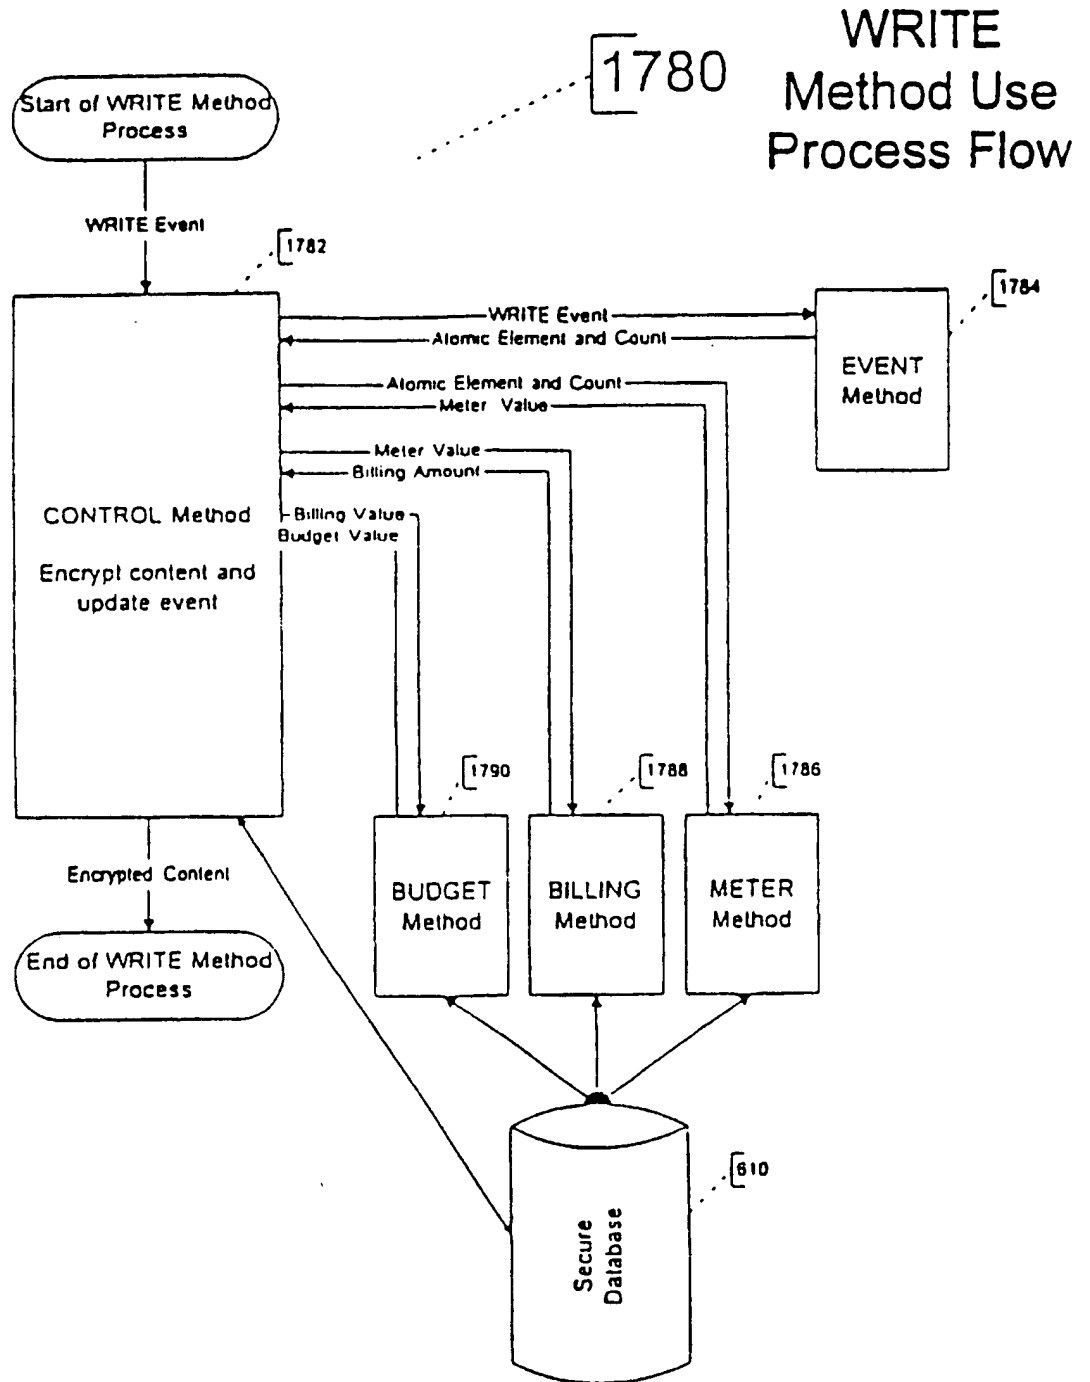 WRITE
Method Use
Process Flow
1780
Start of WRITE Method
Process
WRITE Event
1782
1784
WRITE Event
Atomic Element and Count
EVENT
Method
Atomic Element and Count
Meter Value
Meter Value
Billing Amount
CONTROL Method
Encrypt content and
update event
Billing Value
Budget Value
1790
1788
1786
Encrypted Content
BUDGET
Method
BILLING
Method
METER
Method
End of WRITE Method
Process
610
Secure
Database